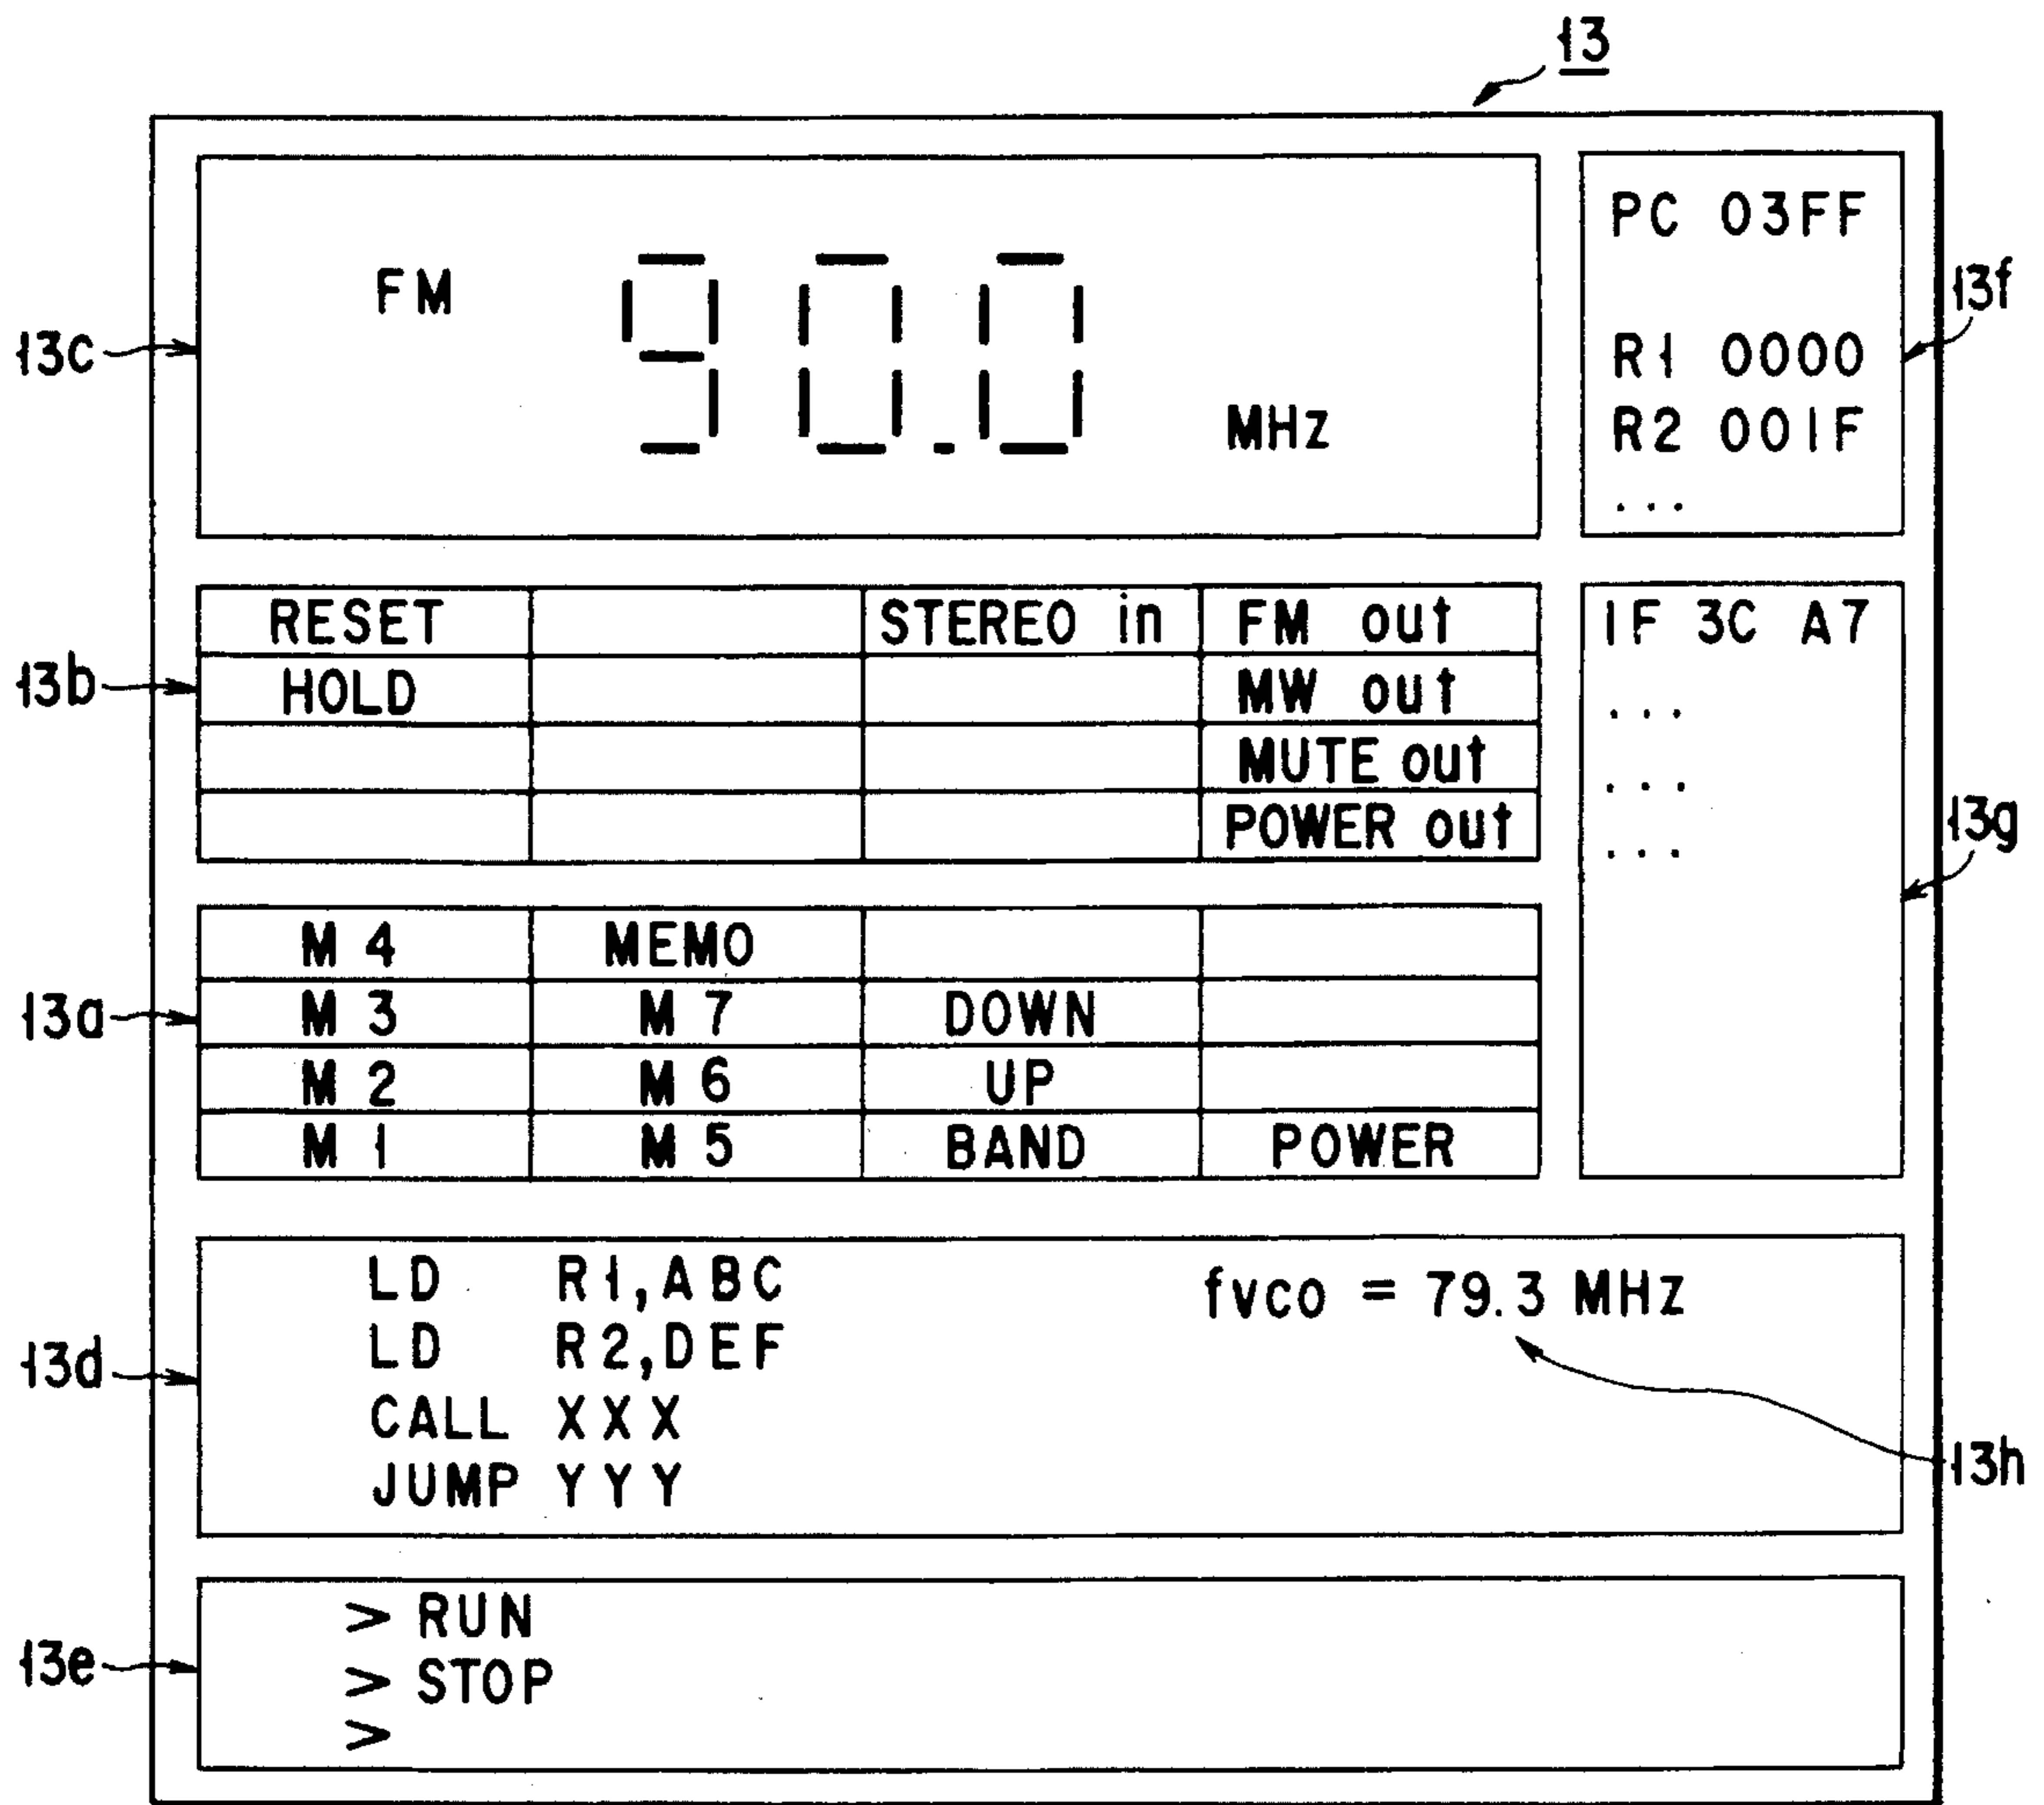 13
FM 90.0 MHz
13c
PC 03FF
R1 0000
R2 001F
...
13f
RESET STEREO in FM out
HOLD MW out
MUTE out
POWER out
13b
1F 3C A7
...
...
...
13g
M 4 MEMO
M 3 M 7 DOWN
M 2 M 6 UP
M 1 M 5 BAND POWER
13a
LD R1,ABC
LD R2,DEF
CALL XXX
JUMP YYY
13d
fvco = 79.3 MHz
13h
> RUN
> STOP
>
13e